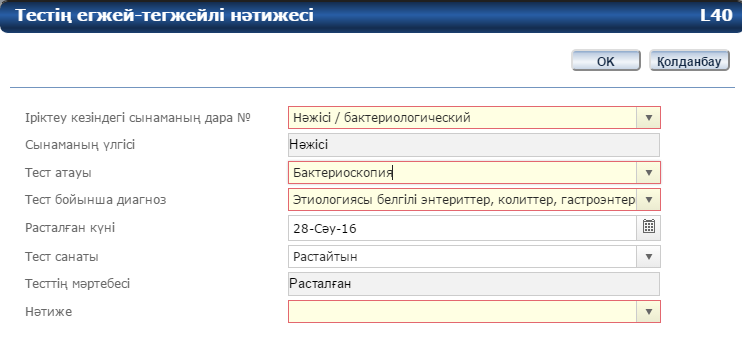 Тестің егжей-тегжейлі нәтижесі L40
OK Қолданбау
Іріктеу кезіндегі сынаманың дара № Нәжісі / бактериологический
Сынаманың үлгісі Нәжісі
Тест атауы Бактериоскопия
Тест бойынша диагноз Этиологиясы белгілі энтериттер, колиттер, гастроэнтер
Расталған күні 28-Сәу-16
Тест санаты Растайтын
Тесттің мәртебесі Расталған
Нәтиже